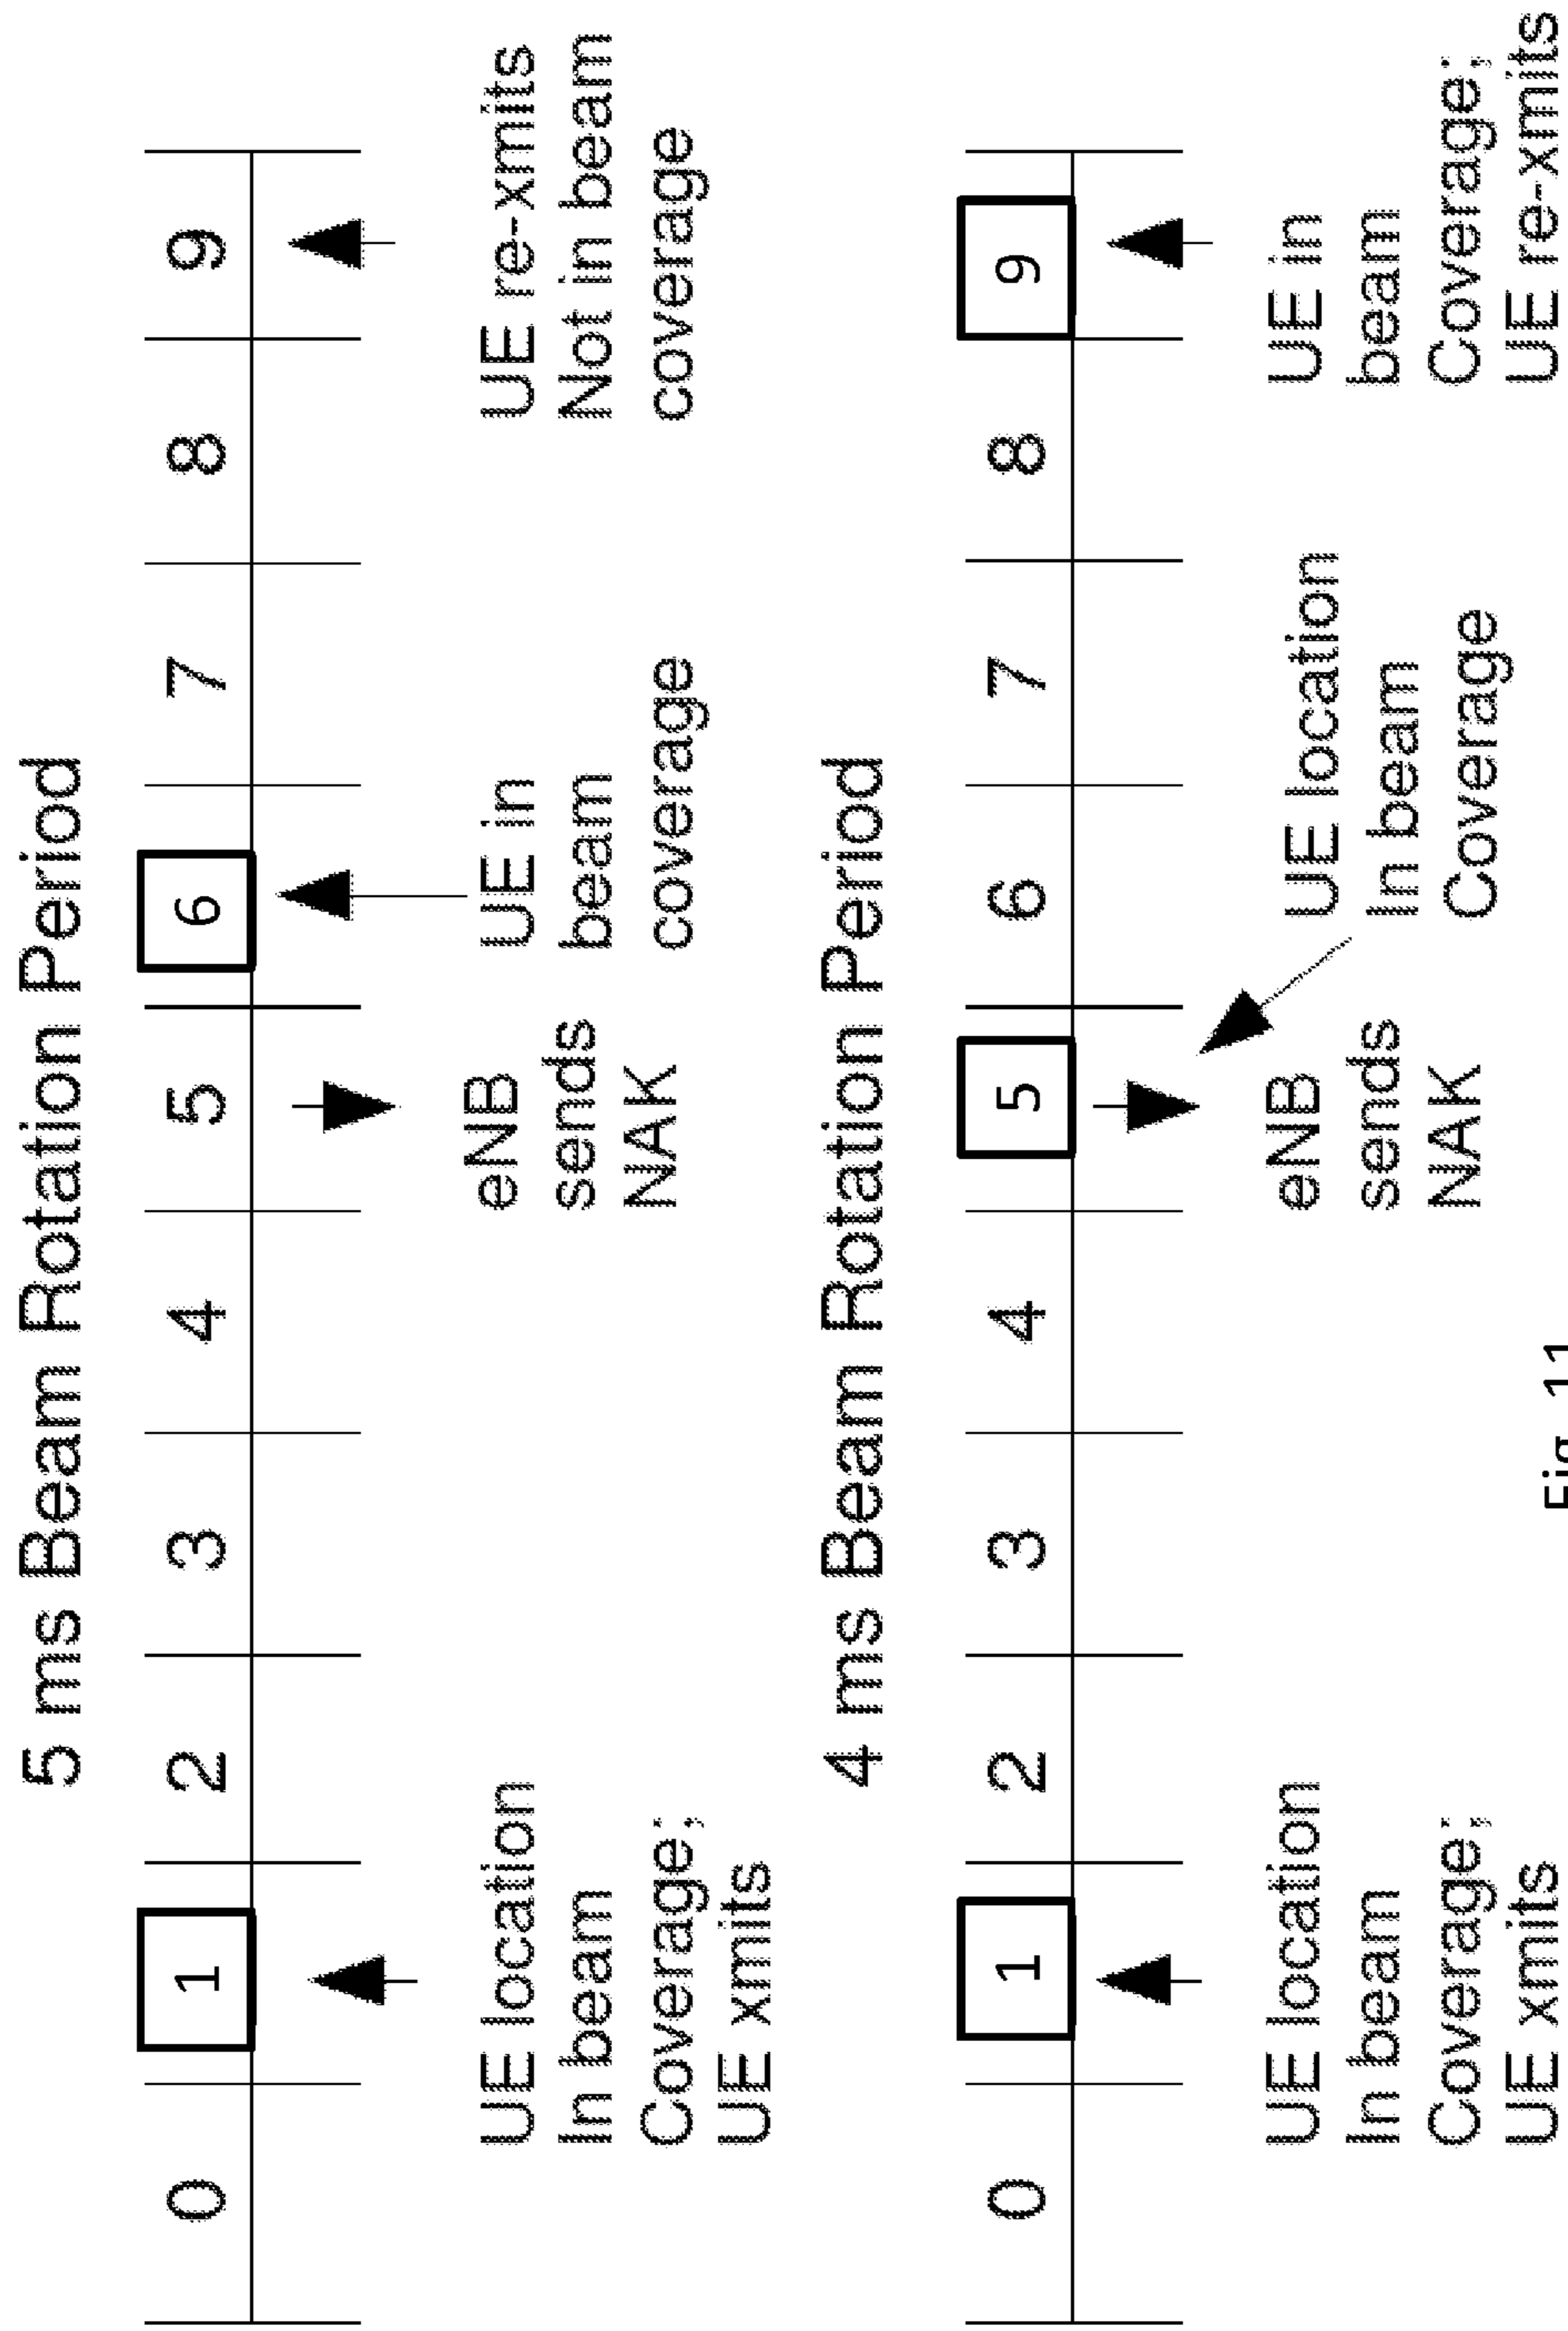 5 ms Beam Rotation Period
0 1 2 3 4 5 6 7 8 9
UE location
In beam
Coverage;
UE xmits
eNB
sends
NAK
UE in
beam
coverage
UE re-xmits
Not in beam
coverage
4 ms Beam Rotation Period
0 1 2 3 4 5 6 7 8 9
UE location
In beam
Coverage;
UE xmits
eNB
sends
NAK
UE location
In beam
Coverage
UE in
beam
Coverage;
UE re-xmits
Fig. 11